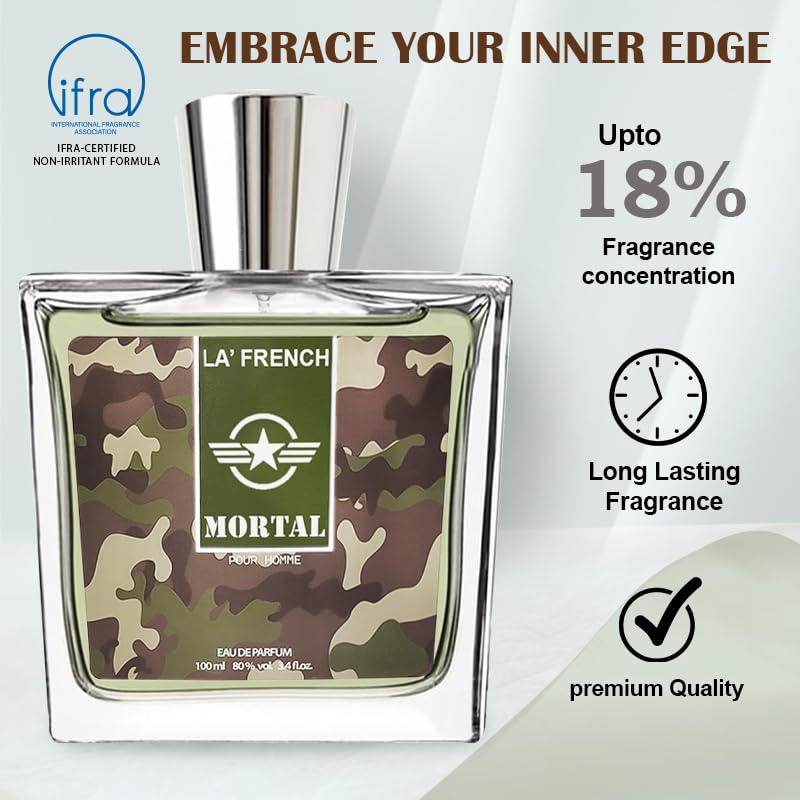 EMBRACE YOUR INNER EDGE
ifra
INTERNATIONAL FRAGRANCE
ASSOCIATION
IFRA-CERTIFIED
NON-IRRITANT FORMULA
Upto
18%
Fragrance
concentration
Long Lasting
Fragrance
premium Quality
LA' FRENCH
MORTAL
POUR HOMME
EAU DE PARFUM
100 ml 80% vol. 3.4 fl.oz.